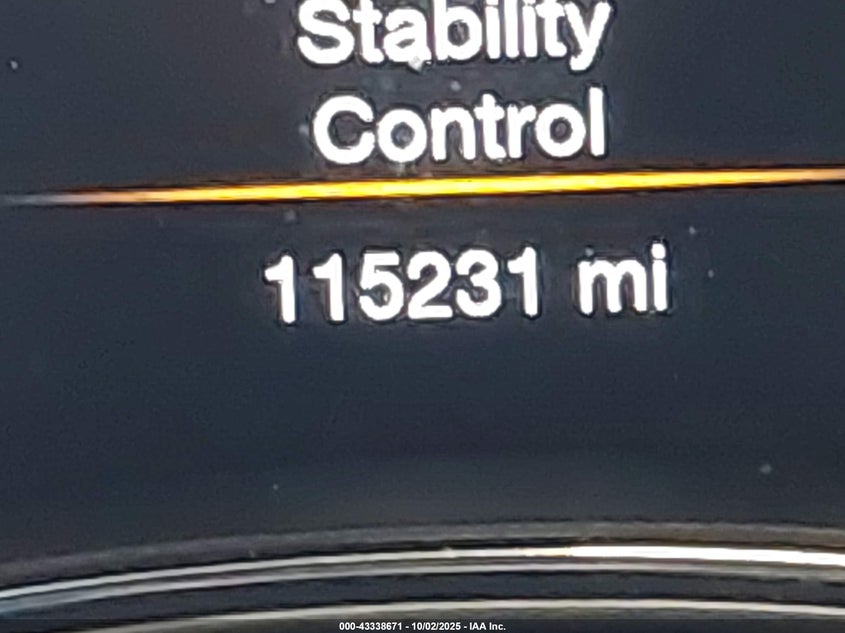 Stability
Control
115231 mi
000-43338671 - 10/02/2025 - IAA Inc.